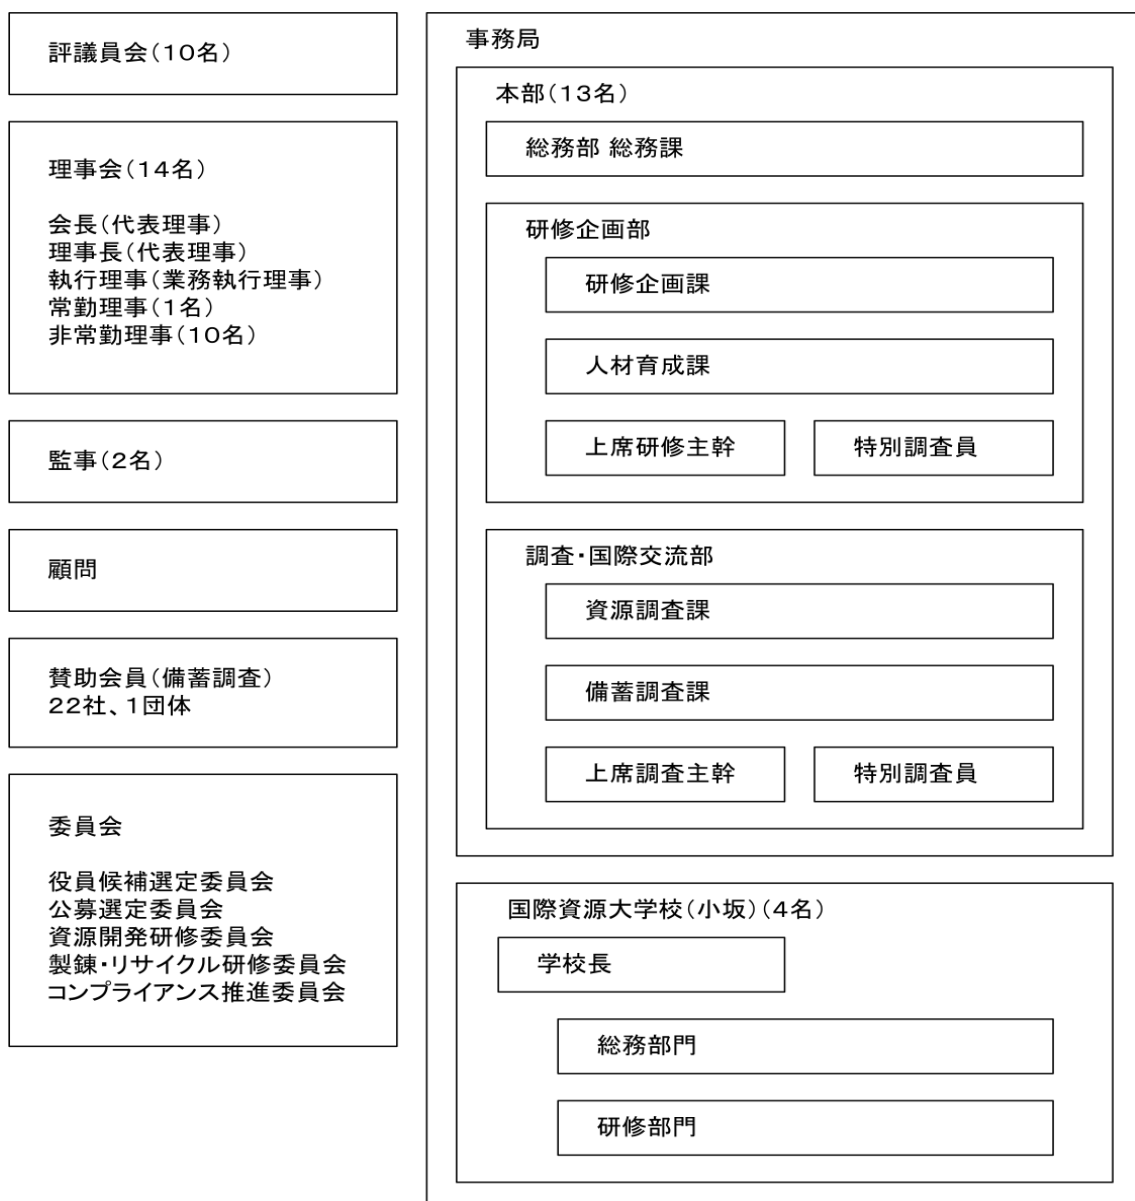 評議員会(10名)
理事会(14名)
会長(代表理事)
理事長(代表理事)
執行理事(業務執行理事)
常勤理事(1名)
非常勤理事(10名)
監事(2名)
顧問
賛助会員(備蓄調査)
22社、1団体
委員会
役員候補選定委員会
公募選定委員会
資源開発研修委員会
製錬・リサイクル研修委員会
コンプライアンス推進委員会
事務局
本部(13名)
総務部 総務課
研修企画部
研修企画課
人材育成課
上席研修主幹
特別調査員
調査・国際交流部
資源調査課
備蓄調査課
上席調査主幹
特別調査員
国際資源大学校(小坂)(4名)
学校長
総務部門
研修部門